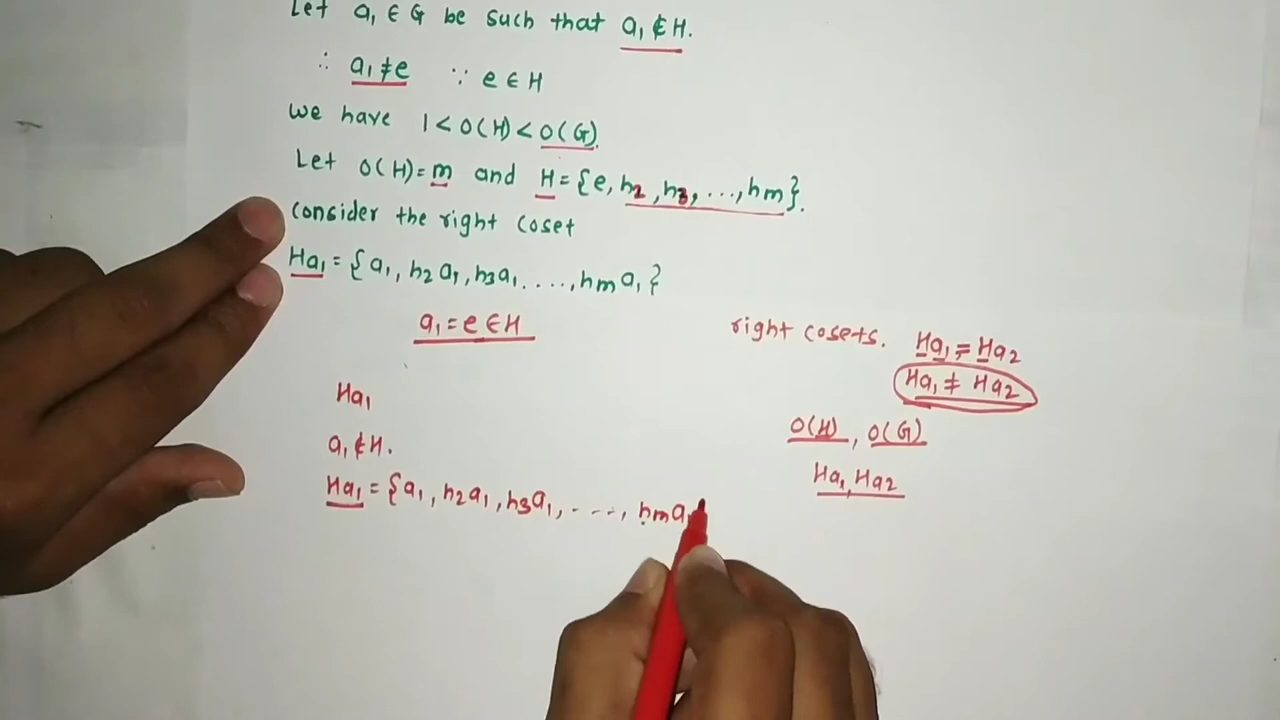 Let a₁ ∈ G be such that a₁ ∉ H.
∴ a₁ ≠ e ∵ e ∈ H
we have 1 < O(H) < O(G).
Let O(H) = m and H = {e, h₂, h₃, ..., hm}.
consider the right coset
Ha₁ = {a₁, h₂a₁, h₃a₁, ...., hm a₁}
a₁ = e ∈ H
right cosets. Ha₁ = Ha₂
Ha₁ ≠ Ha₂
O(H), O(G)
Ha₁, Ha₂
Ha₁
a₁ ∉ H.
Ha₁ = {a₁, h₂a₁, h₃a₁, ...., hma₁